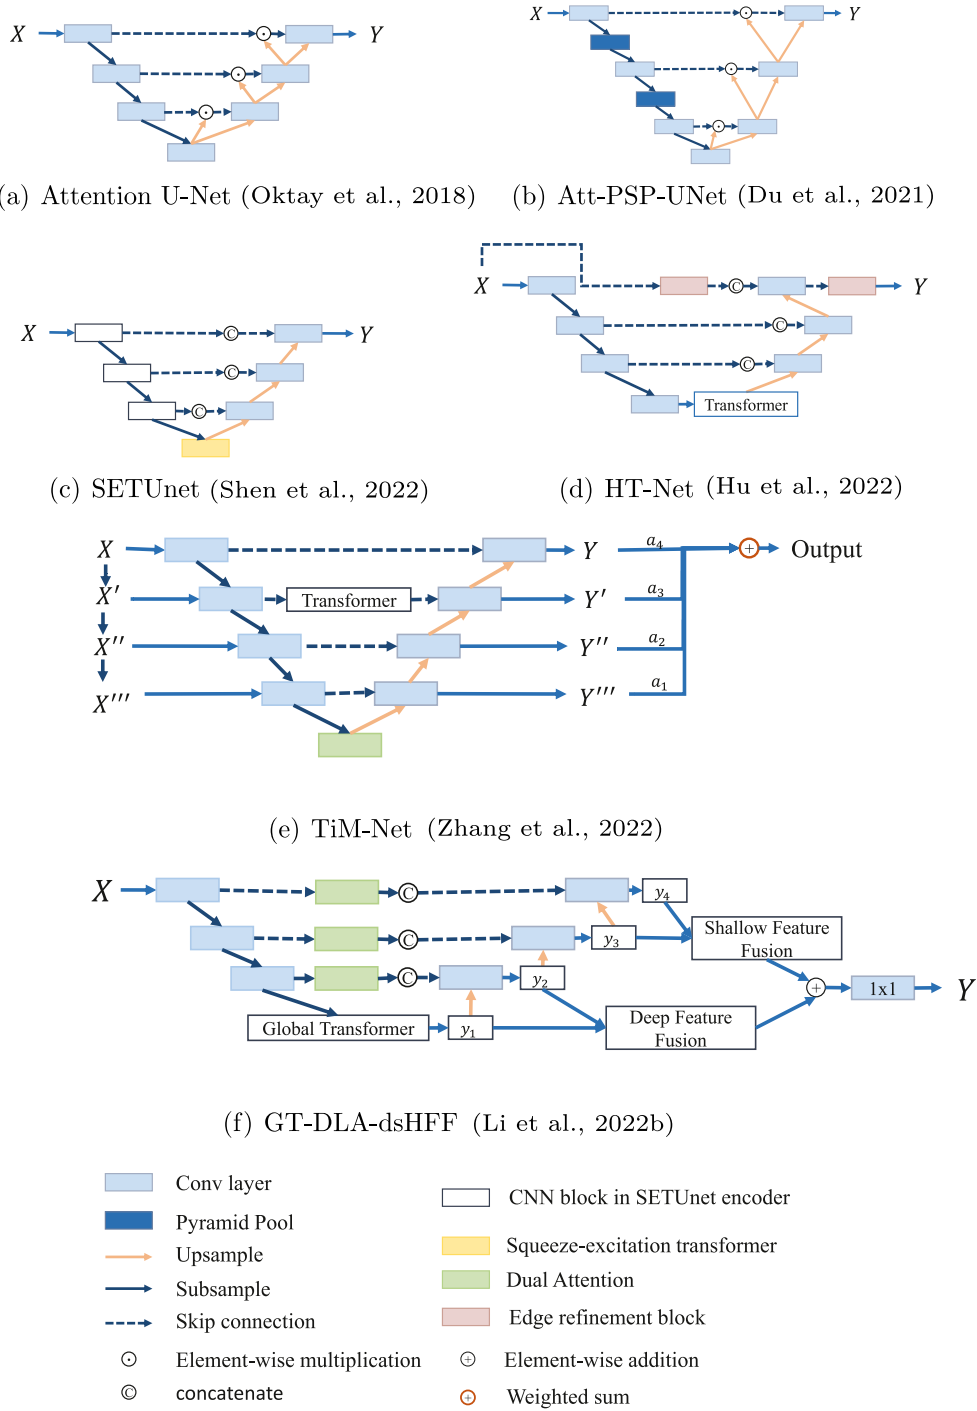 X Y
(a) Attention U-Net (Oktay et al., 2018)
X Y
(b) Att-PSP-UNet (Du et al., 2021)
X C Y
C
C
(c) SETUnet (Shen et al., 2022)
X C Y
C
C
Transformer
(d) HT-Net (Hu et al., 2022)
X Y a4 + Output
X′ Transformer Y′ a3
X′′ Y′′ a2
X′′′ Y′′′ a1
(e) TiM-Net (Zhang et al., 2022)
X C y4
C y3 Shallow Feature
Fusion
C y2
+ 1x1 Y
Global Transformer y1 Deep Feature
Fusion
(f) GT-DLA-dsHFF (Li et al., 2022b)
Conv layer
Pyramid Pool
Upsample
Subsample
Skip connection
Element-wise multiplication
C concatenate
CNN block in SETUnet encoder
Squeeze-excitation transformer
Dual Attention
Edge refinement block
+ Element-wise addition
+ Weighted sum